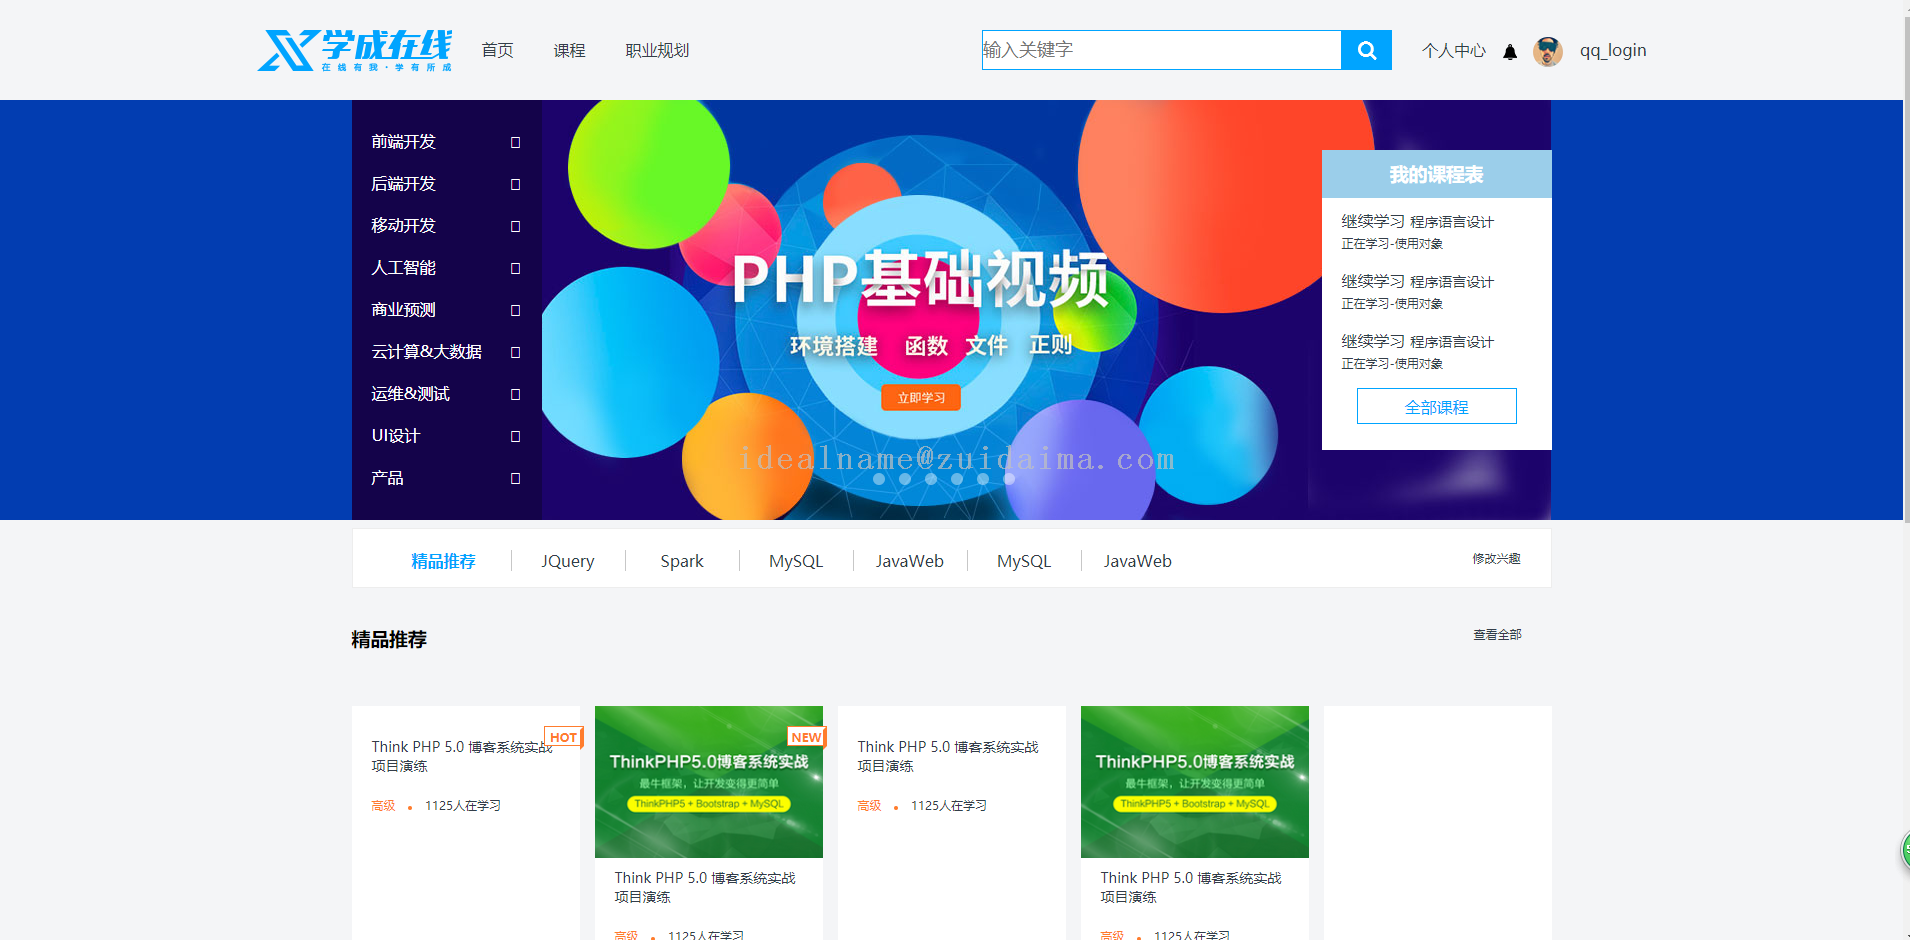 学成在线
在线有我·学有所成
首页 课程 职业规划
输入关键字
个人中心 qq_login
前端开发
后端开发
移动开发
人工智能
商业预测
云计算&大数据
运维&测试
UI设计
产品
PHP基础视频
环境搭建 函数 文件 正则
立即学习
idealname@zuidaima.com
我的课程表
继续学习 程序语言设计
正在学习-使用对象
继续学习 程序语言设计
正在学习-使用对象
继续学习 程序语言设计
正在学习-使用对象
全部课程
精品推荐 JQuery Spark MySQL JavaWeb MySQL JavaWeb 修改兴趣
精品推荐 查看全部
HOT
Think PHP 5.0 博客系统实战
项目演练
高级 • 1125人在学习
NEW
ThinkPHP5.0博客系统实战
最牛框架，让开发变得更简单
ThinkPHP5 + Bootstrap + MySQL
Think PHP 5.0 博客系统实战
项目演练
高级 • 1125人在学习
Think PHP 5.0 博客系统实战
项目演练
高级 • 1125人在学习
ThinkPHP5.0博客系统实战
最牛框架，让开发变得更简单
ThinkPHP5 + Bootstrap + MySQL
Think PHP 5.0 博客系统实战
项目演练
高级 • 1125人在学习